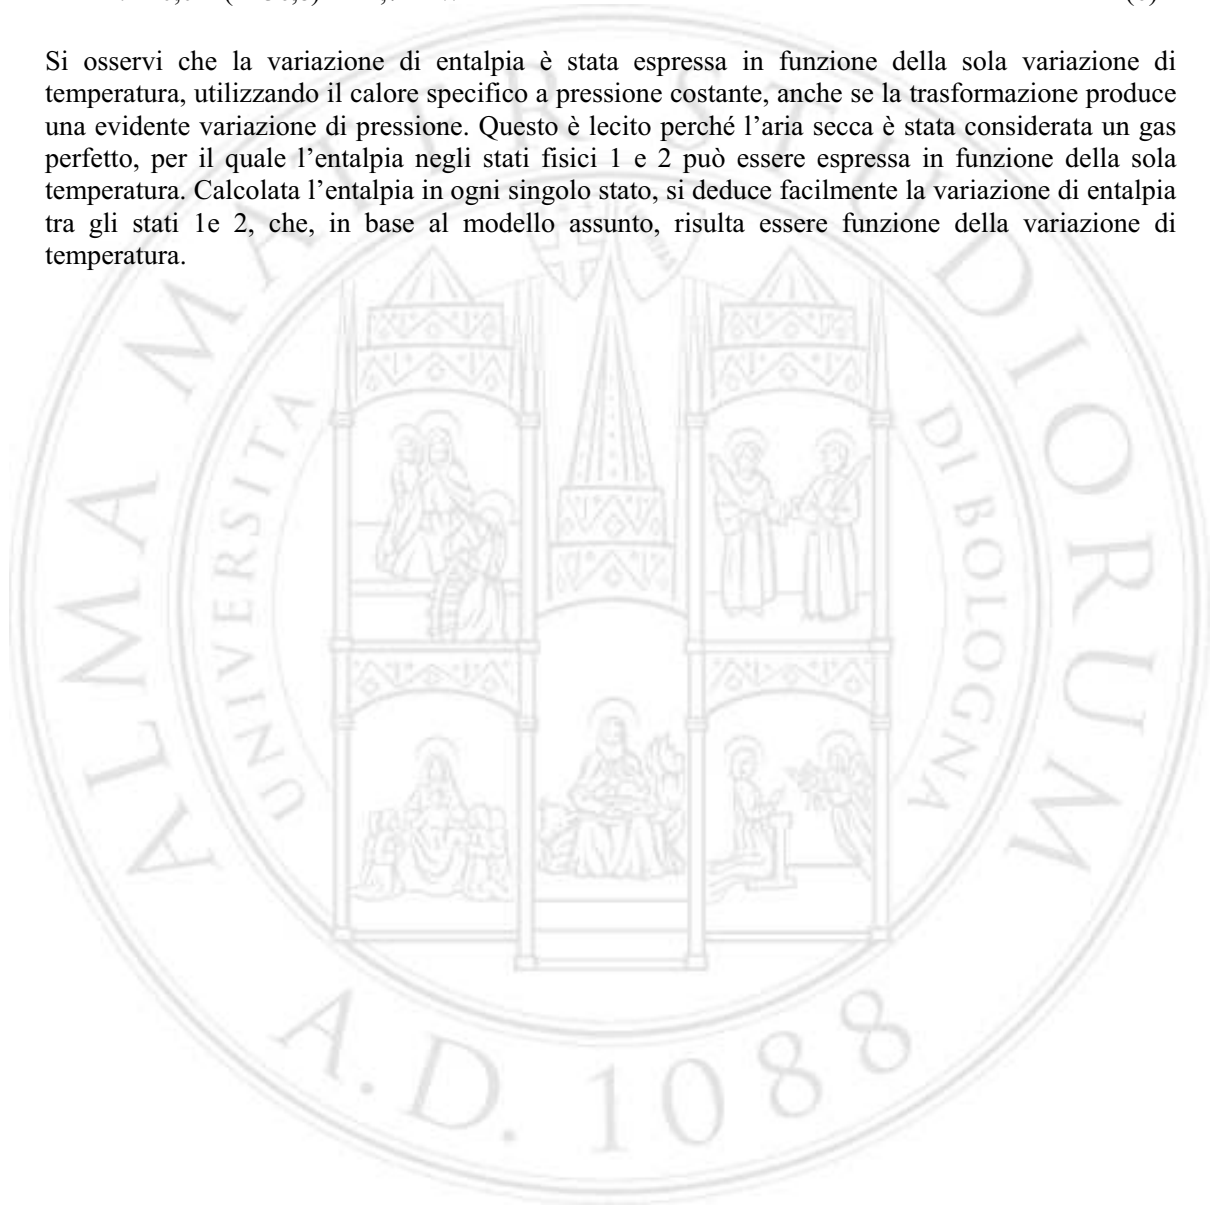 (6)
Si osservi che la variazione di entalpia è stata espressa in funzione della sola variazione di
temperatura, utilizzando il calore specifico a pressione costante, anche se la trasformazione produce
una evidente variazione di pressione. Questo è lecito perché l’aria secca è stata considerata un gas
perfetto, per il quale l’entalpia negli stati fisici 1 e 2 può essere espressa in funzione della sola
temperatura. Calcolata l’entalpia in ogni singolo stato, si deduce facilmente la variazione di entalpia
tra gli stati 1e 2, che, in base al modello assunto, risulta essere funzione della variazione di
temperatura.
ALMA MATER STUDIORUM
UNIVERSITA DI BOLOGNA
A.D. 1088